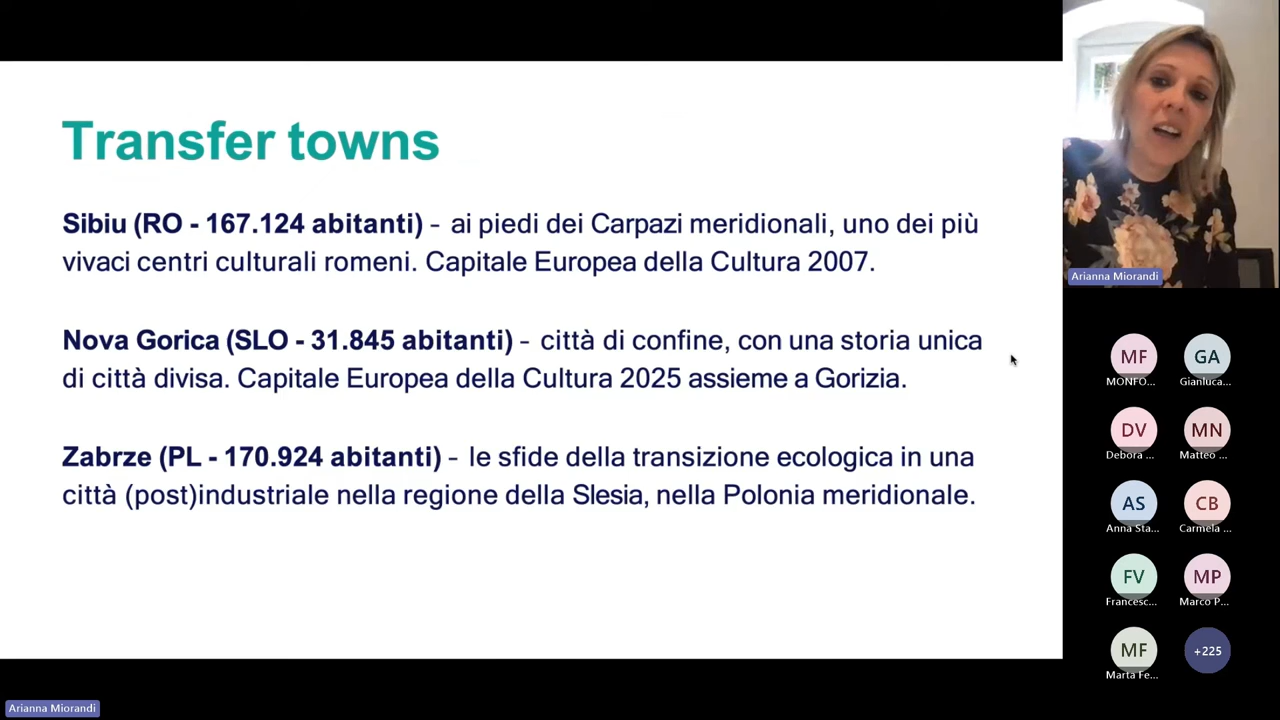 Transfer towns
Sibiu (RO - 167.124 abitanti) – ai piedi dei Carpazi meridionali, uno dei più
vivaci centri culturali romeni. Capitale Europea della Cultura 2007.
Nova Gorica (SLO - 31.845 abitanti) – città di confine, con una storia unica
di città divisa. Capitale Europea della Cultura 2025 assieme a Gorizia.
Zabrze (PL - 170.924 abitanti) – le sfide della transizione ecologica in una
città (post)industriale nella regione della Slesia, nella Polonia meridionale.
Arianna Miorandi
MF GA
MONFO... Gianluca...
DV MN
Debora ... Matteo ...
AS CB
Anna Sta... Carmela ...
FV MP
Francesc... Marco P...
MF +225
Marta Fe...
Arianna Miorandi